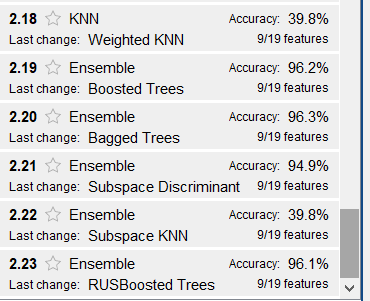 2.18 KNN Accuracy: 39.8%
Last change: Weighted KNN 9/19 features
2.19 Ensemble Accuracy: 96.2%
Last change: Boosted Trees 9/19 features
2.20 Ensemble Accuracy: 96.3%
Last change: Bagged Trees 9/19 features
2.21 Ensemble Accuracy: 94.9%
Last change: Subspace Discriminant 9/19 features
2.22 Ensemble Accuracy: 39.8%
Last change: Subspace KNN 9/19 features
2.23 Ensemble Accuracy: 96.1%
Last change: RUSBoosted Trees 9/19 features